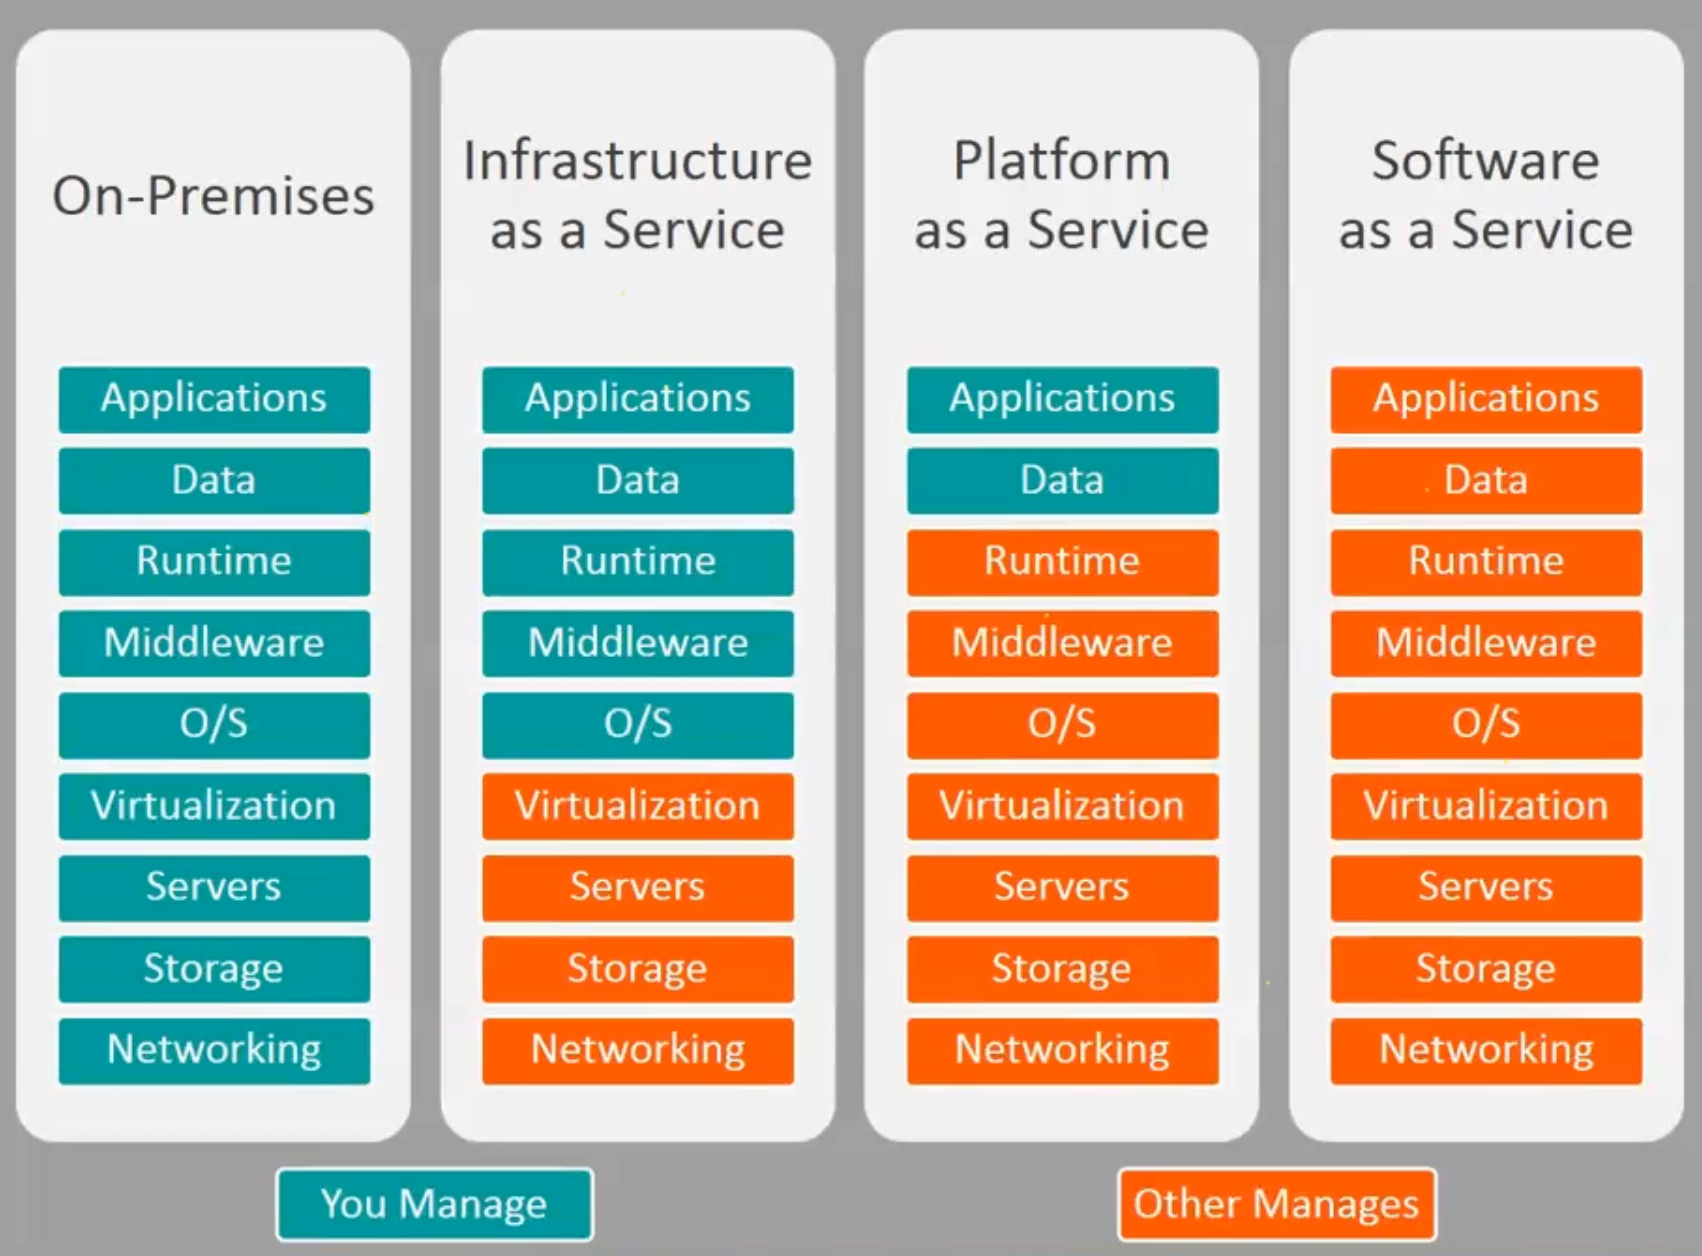 On-Premises
Applications
Data
Runtime
Middleware
O/S
Virtualization
Servers
Storage
Networking
Infrastructure
as a Service
Applications
Data
Runtime
Middleware
O/S
Virtualization
Servers
Storage
Networking
Platform
as a Service
Applications
Data
Runtime
Middleware
O/S
Virtualization
Servers
Storage
Networking
Software
as a Service
Applications
Data
Runtime
Middleware
O/S
Virtualization
Servers
Storage
Networking
You Manage
Other Manages